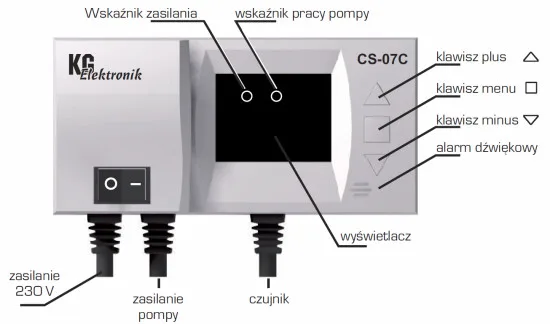 Wskaźnik zasilania
wskaźnik pracy pompy
KG
Elektronik
CS-07C
klawisz plus
klawisz menu
klawisz minus
alarm dźwiękowy
wyświetlacz
zasilanie
230 V
zasilanie
pompy
czujnik